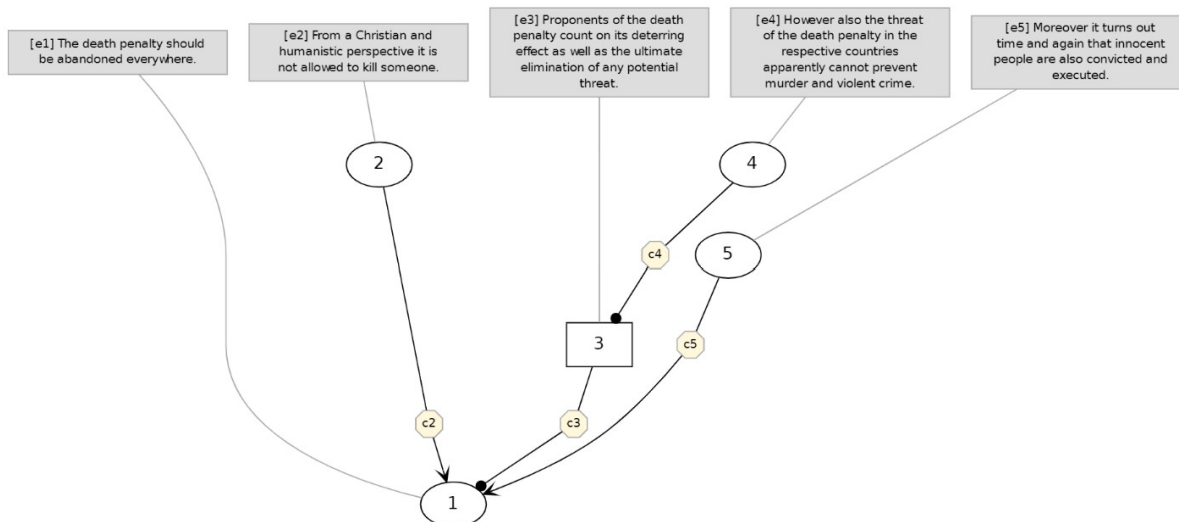 [e1] The death penalty should
be abandoned everywhere.
[e2] From a Christian and
humanistic perspective it is
not allowed to kill someone.
[e3] Proponents of the death
penalty count on its deterring
effect as well as the ultimate
elimination of any potential
threat.
[e4] However also the threat
of the death penalty in the
respective countries
apparently cannot prevent
murder and violent crime.
[e5] Moreover it turns out
time and again that innocent
people are also convicted and
executed.
2
4
c4
5
3
c5
c2
c3
1